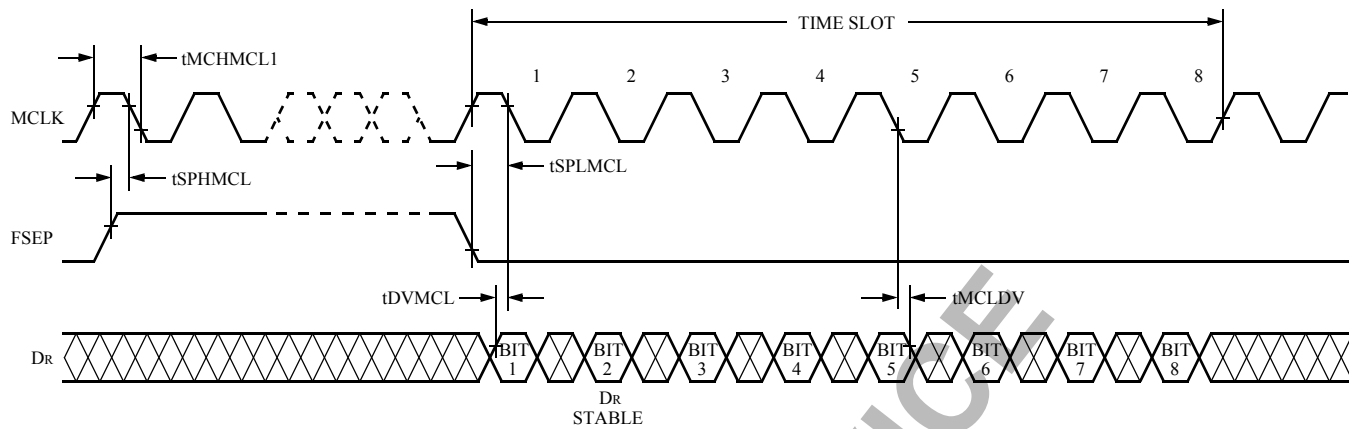 TIME SLOT
tMCHMCL1
1 2 3 4 5 6 7 8
MCLK
tSPHMCL
tSPLMCL
FSEP
tDVMCL
tMCLDV
DR
BIT 1
BIT 2
BIT 3
BIT 4
BIT 5
BIT 6
BIT 7
BIT 8
DR
STABLE